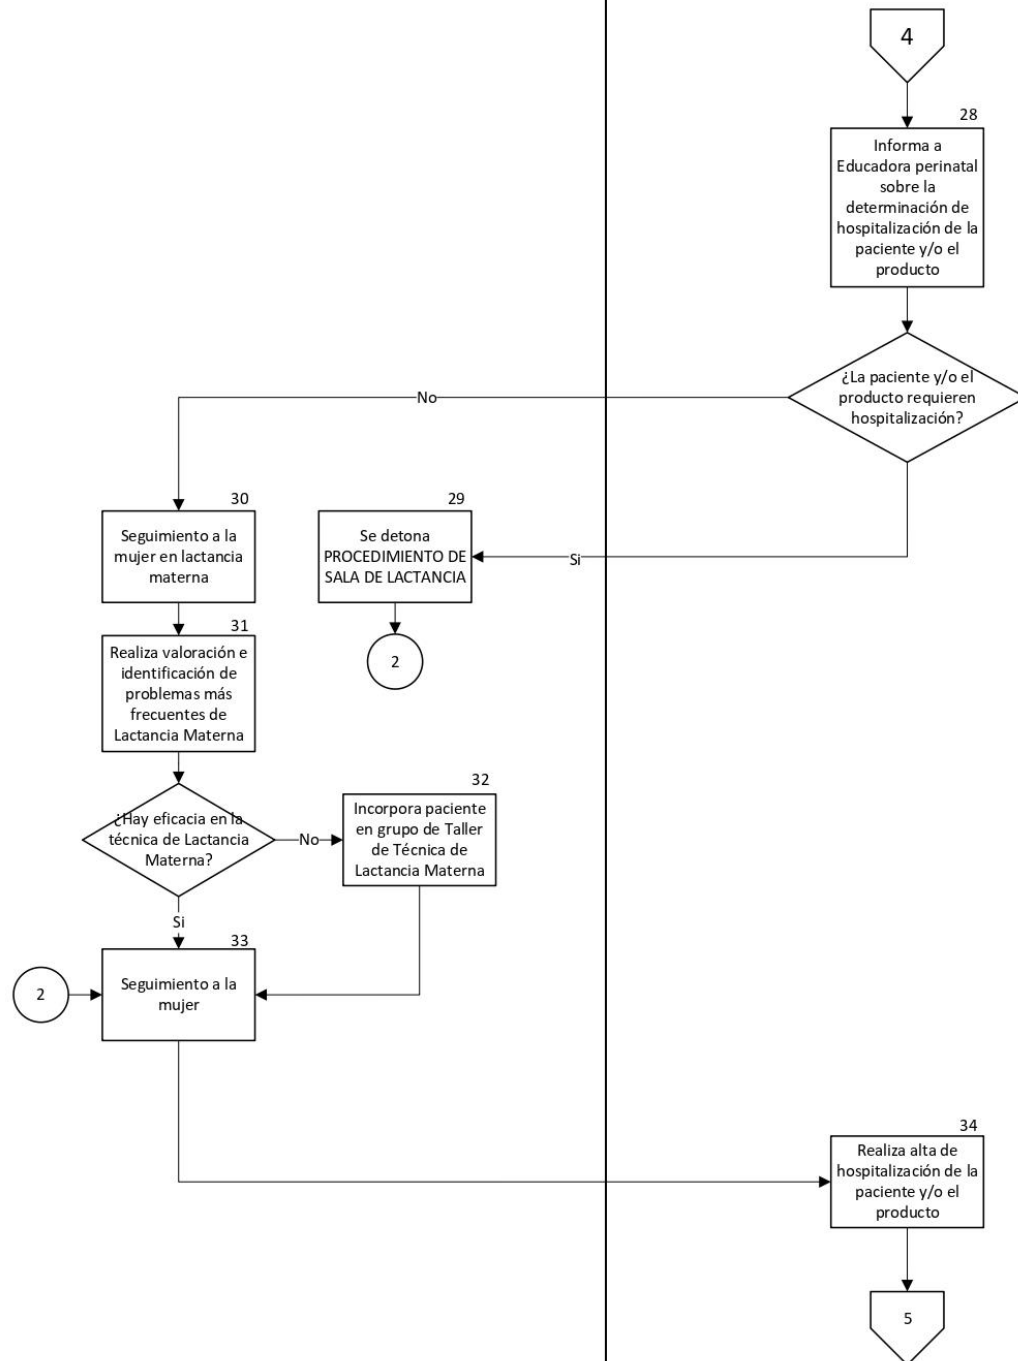 4
28
Informa a
Educadora perinatal
sobre la
determinación de
hospitalización de la
paciente y/o el
producto
¿La paciente y/o el
producto requieren
hospitalización?
No
Si
30
Seguimiento a la
mujer en lactancia
materna
29
Se detona
PROCEDIMIENTO DE
SALA DE LACTANCIA
2
31
Realiza valoración e
identificación de
problemas más
frecuentes de
Lactancia Materna
¿Hay eficacia en la
técnica de Lactancia
Materna?
No
32
Incorpora paciente
en grupo de Taller
de Técnica de
Lactancia Materna
Si
33
2
Seguimiento a la
mujer
34
Realiza alta de
hospitalización de la
paciente y/o el
producto
5